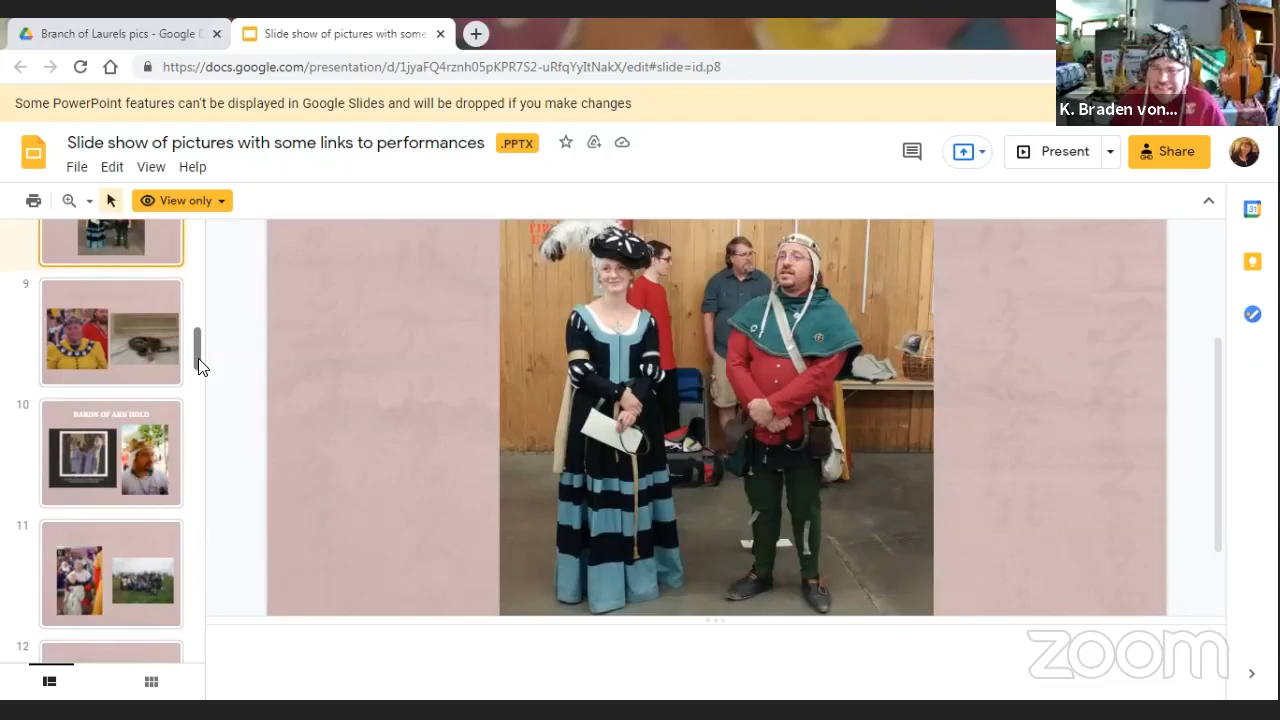 Branch of Laurels pics - Google
Slide show of pictures with some
https://docs.google.com/presentation/d/1jyaFQ4rznh05pKPR7S2-uRfqYyItNakX/edit#slide=id.p8
Some PowerPoint features can't be displayed in Google Slides and will be dropped if you make changes
K. Braden von...
Slide show of pictures with some links to performances
.PPTX
File Edit View Help
Present
Share
View only
31
9
10
BARON OF ARN HOLD
11
12
zoom